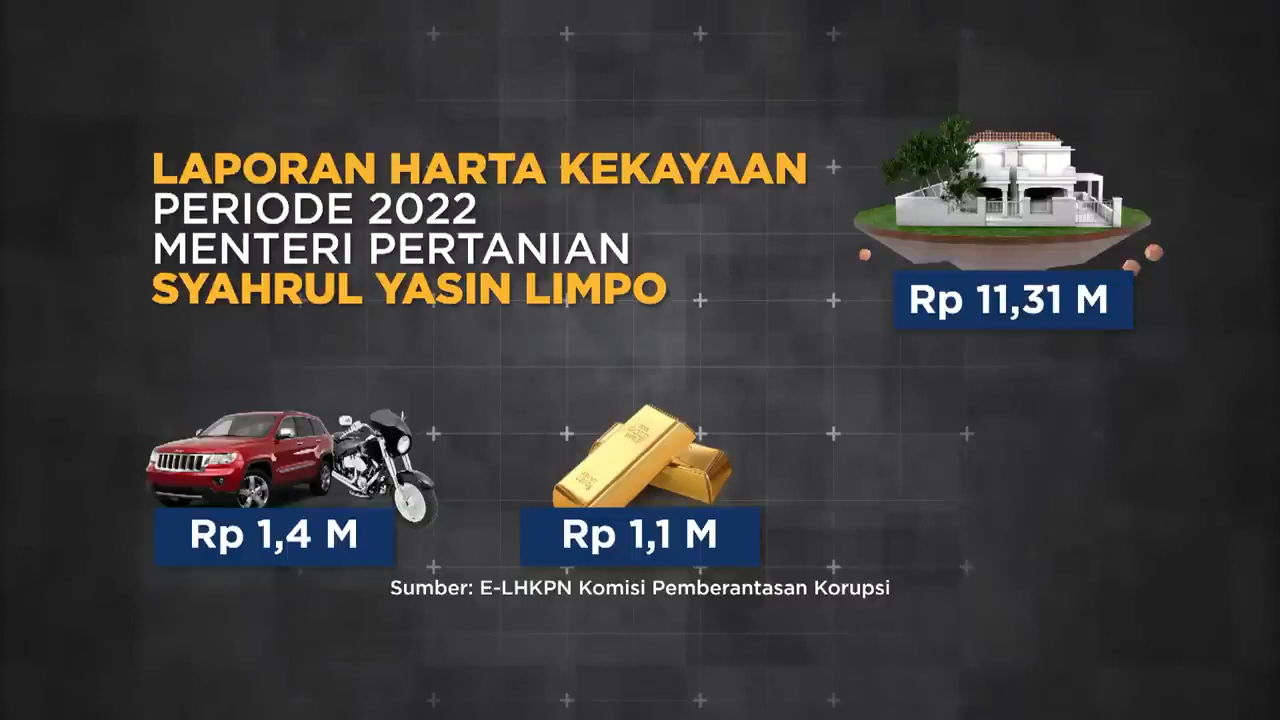 LAPORAN HARTA KEKAYAAN
PERIODE 2022
MENTERI PERTANIAN
SYAHRUL YASIN LIMPO
Rp 11,31 M
Rp 1,4 M
Rp 1,1 M
Sumber: E-LHKPN Komisi Pemberantasan Korupsi